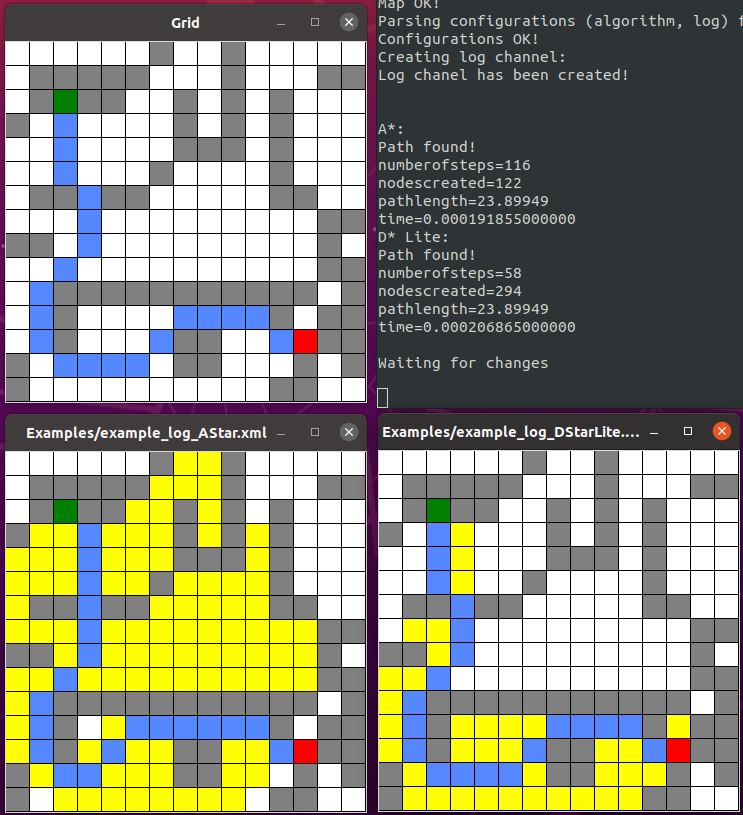 Grid
Map OK!
Parsing configurations (algorithm, log) f
Configurations OK!
Creating log channel:
Log chanel has been created!
A*:
Path found!
numberofsteps=116
nodescreated=122
pathlength=23.89949
time=0.000191855000000
D* Lite:
Path found!
numberofsteps=58
nodescreated=294
pathlength=23.89949
time=0.000206865000000
Waiting for changes
Examples/example_log_AStar.xml
Examples/example_log_DStarLite....